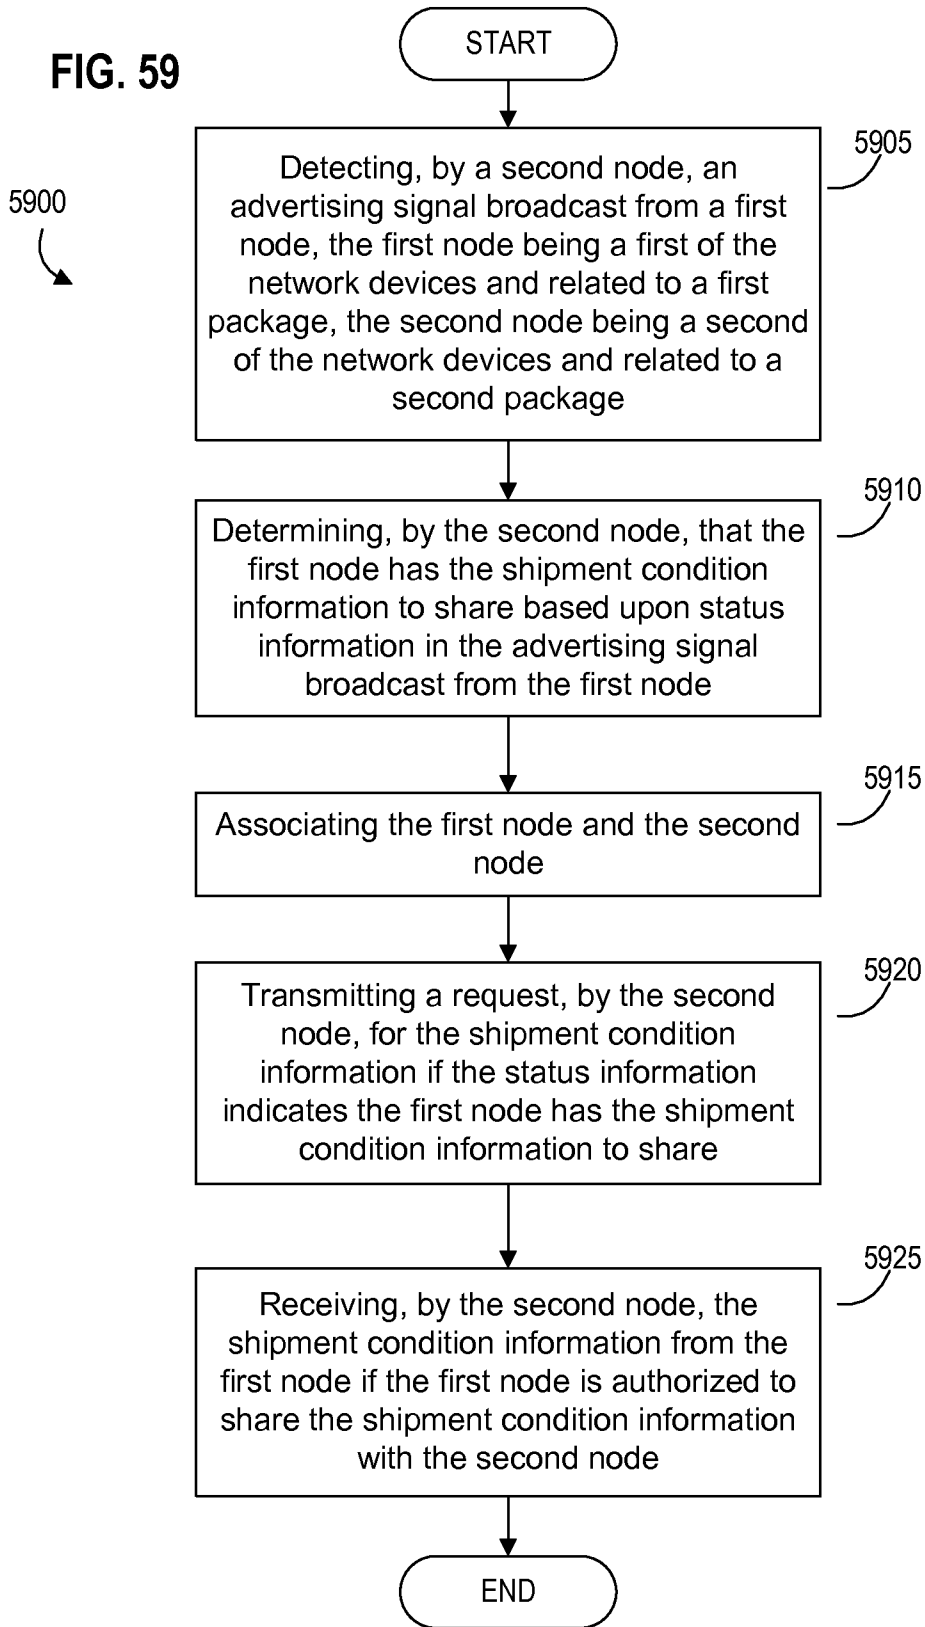 FIG. 59
START
5900
5905
Detecting, by a second node, an
advertising signal broadcast from a first
node, the first node being a first of the
network devices and related to a first
package, the second node being a second
of the network devices and related to a
second package
5910
Determining, by the second node, that the
first node has the shipment condition
information to share based upon status
information in the advertising signal
broadcast from the first node
5915
Associating the first node and the second
node
5920
Transmitting a request, by the second
node, for the shipment condition
information if the status information
indicates the first node has the shipment
condition information to share
5925
Receiving, by the second node, the
shipment condition information from the
first node if the first node is authorized to
share the shipment condition information
with the second node
END